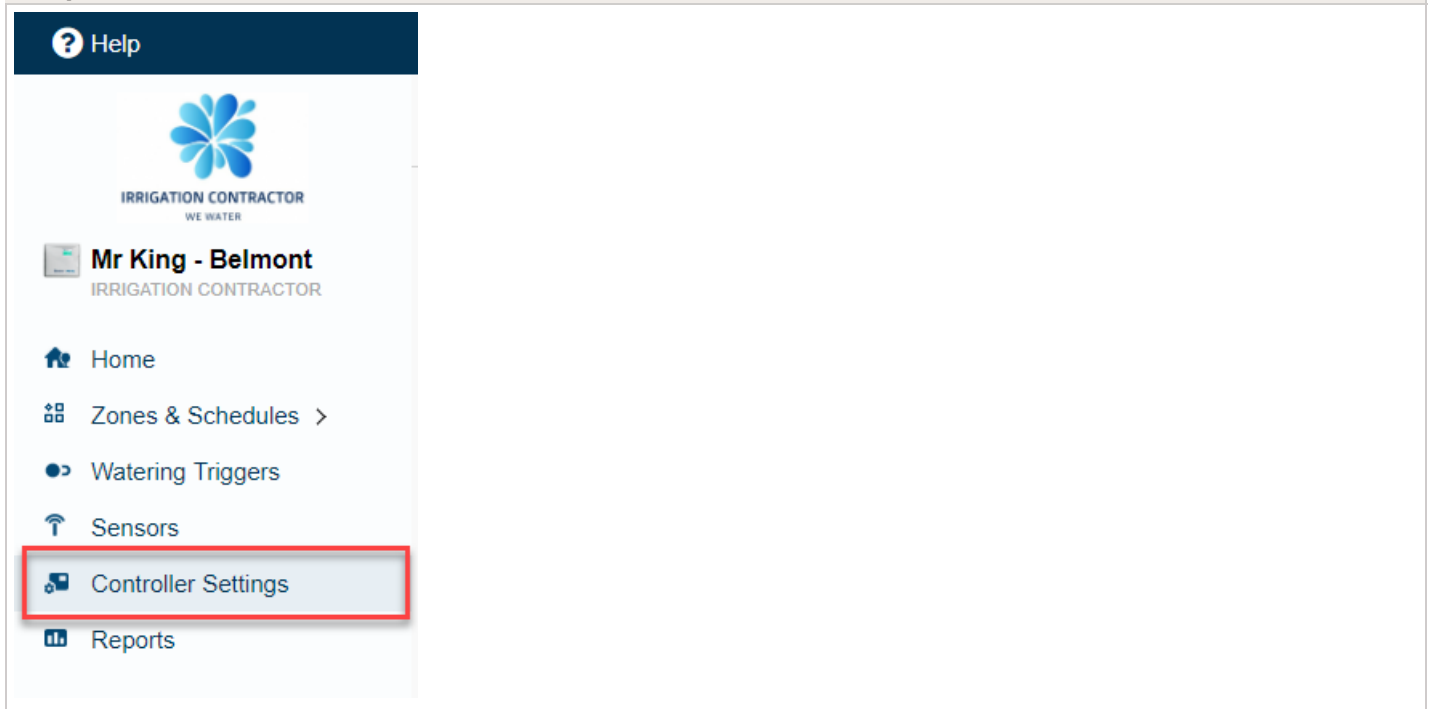 Help
IRRIGATION CONTRACTOR
WE WATER
Mr King - Belmont
IRRIGATION CONTRACTOR
Home
Zones & Schedules
Watering Triggers
Sensors
Controller Settings
Reports